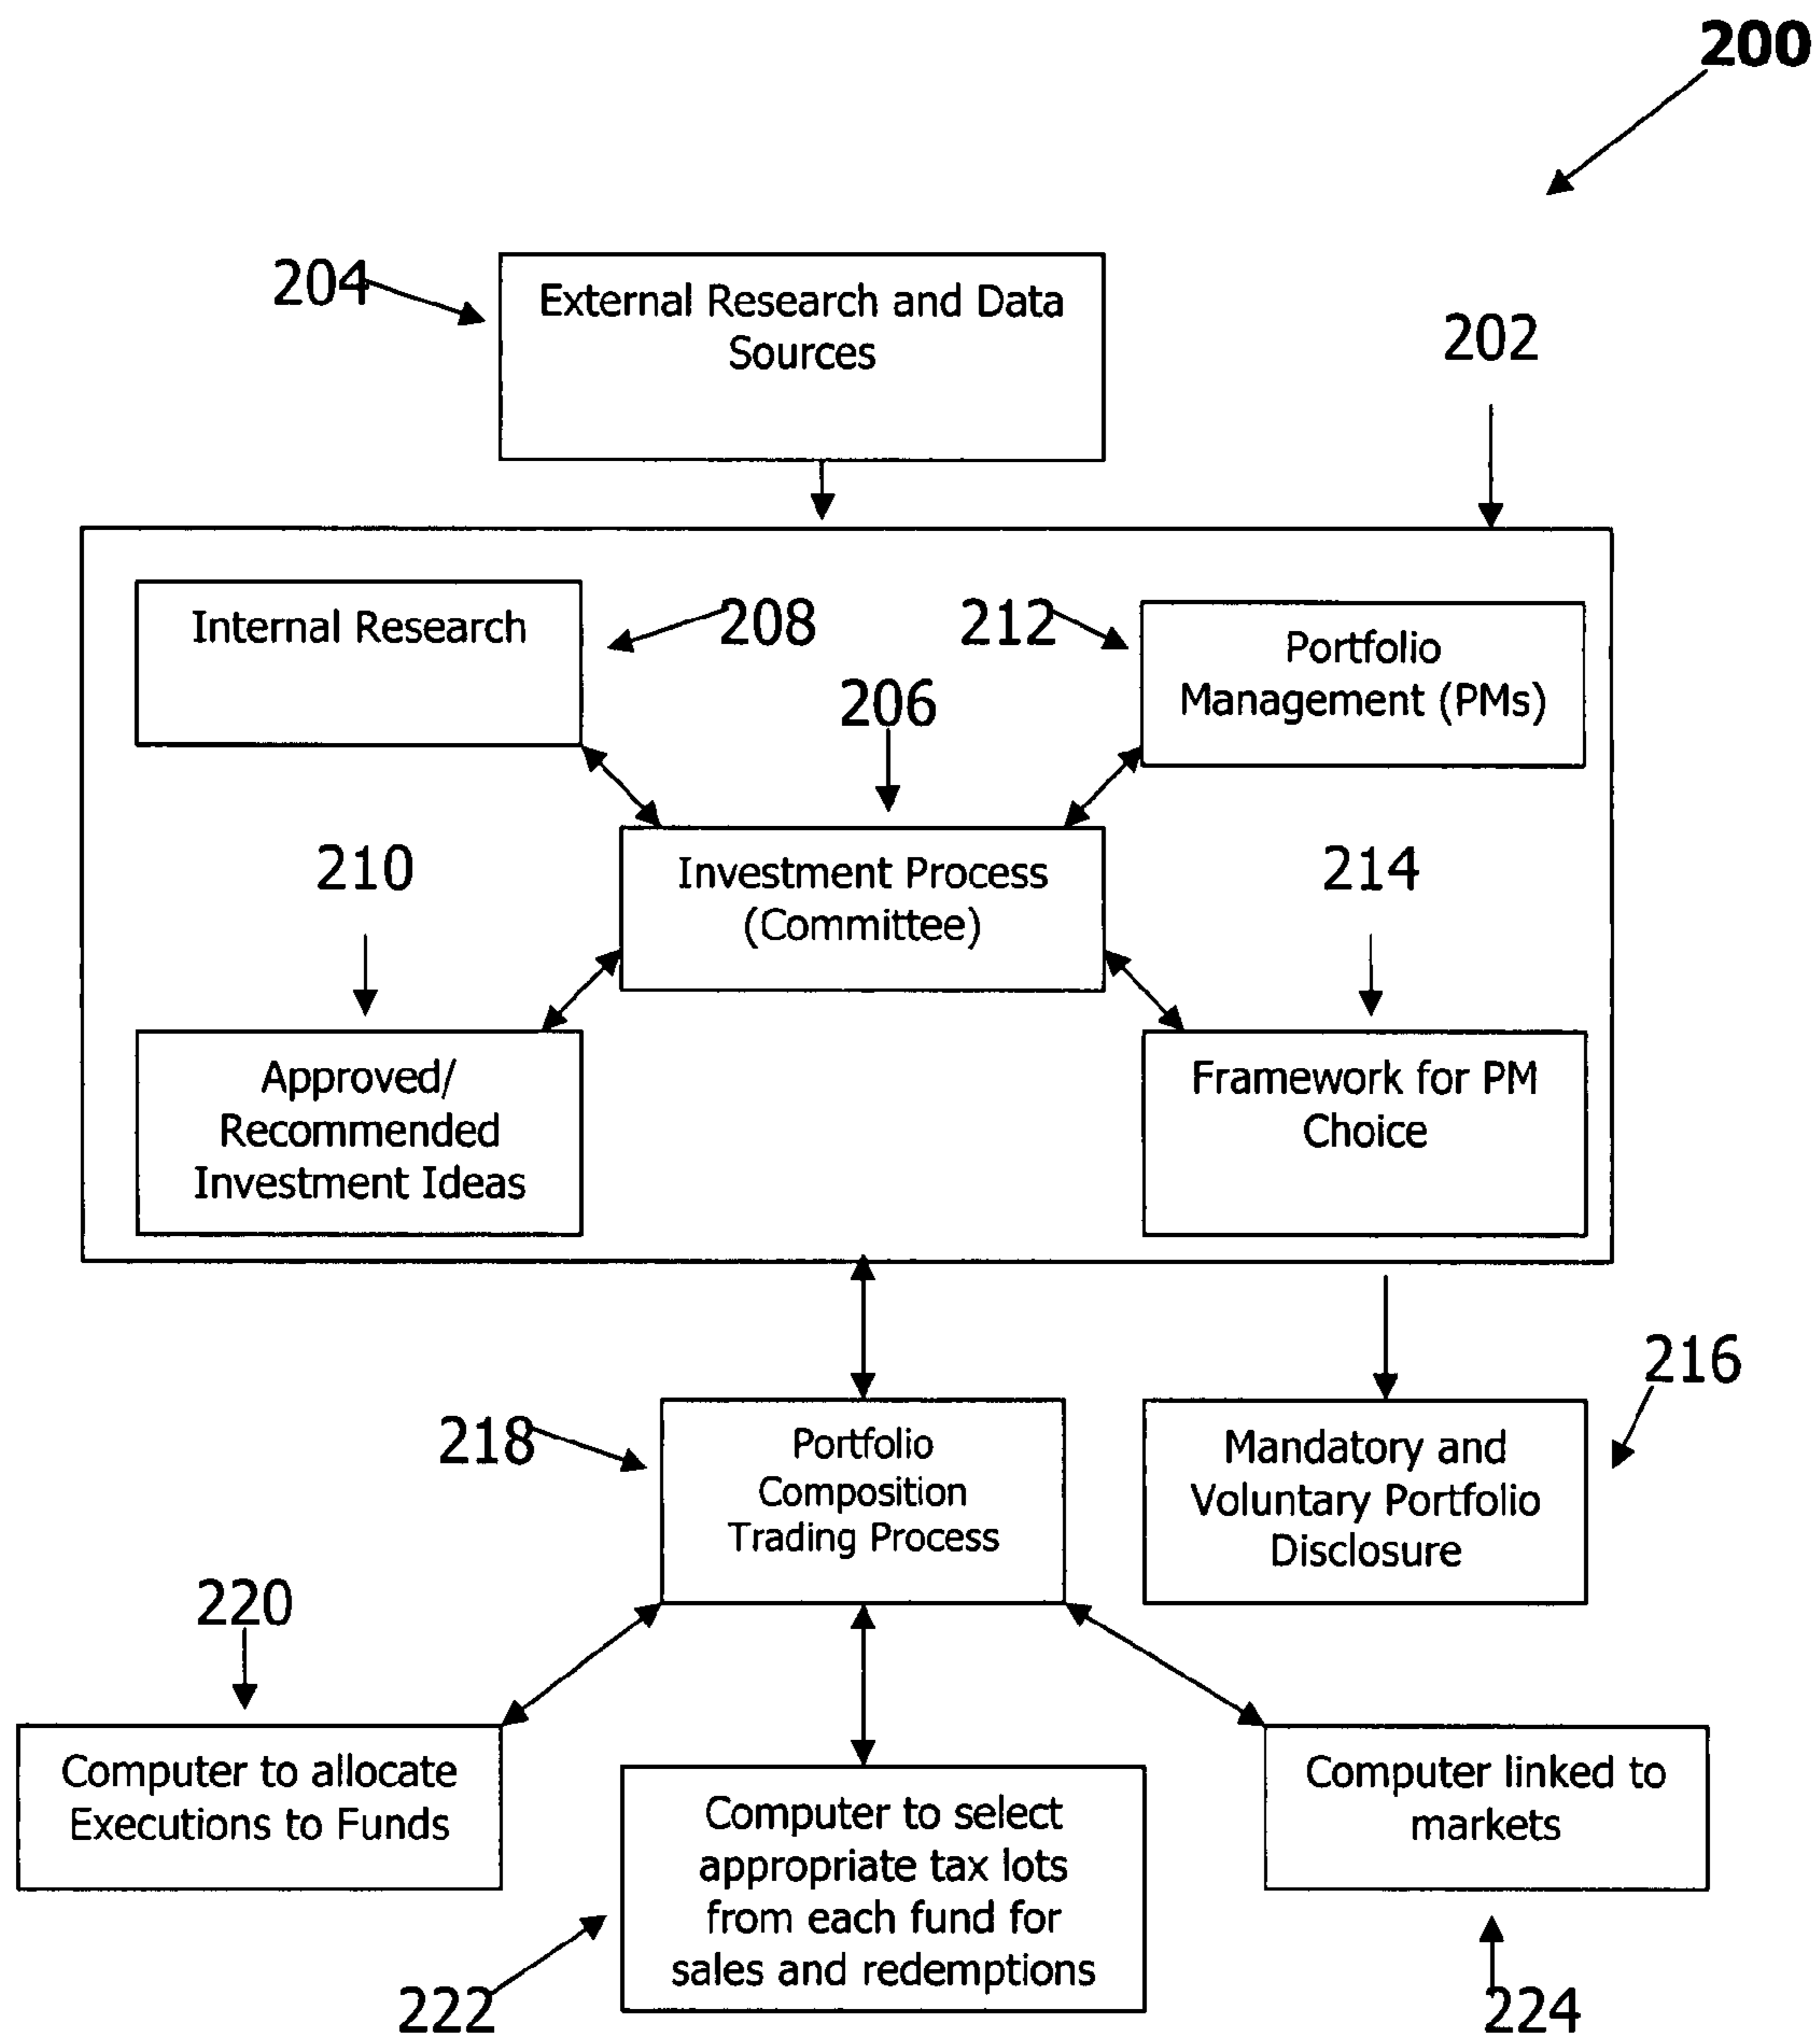 200
204
External Research and Data
Sources
202
Internal Research
208
212
Portfolio
Management (PMs)
206
210
Investment Process
(Committee)
214
Approved/
Recommended
Investment Ideas
Framework for PM
Choice
216
218
Portfolio
Composition
Trading Process
Mandatory and
Voluntary Portfolio
Disclosure
220
Computer to allocate
Executions to Funds
Computer to select
appropriate tax lots
from each fund for
sales and redemptions
Computer linked to
markets
222
224